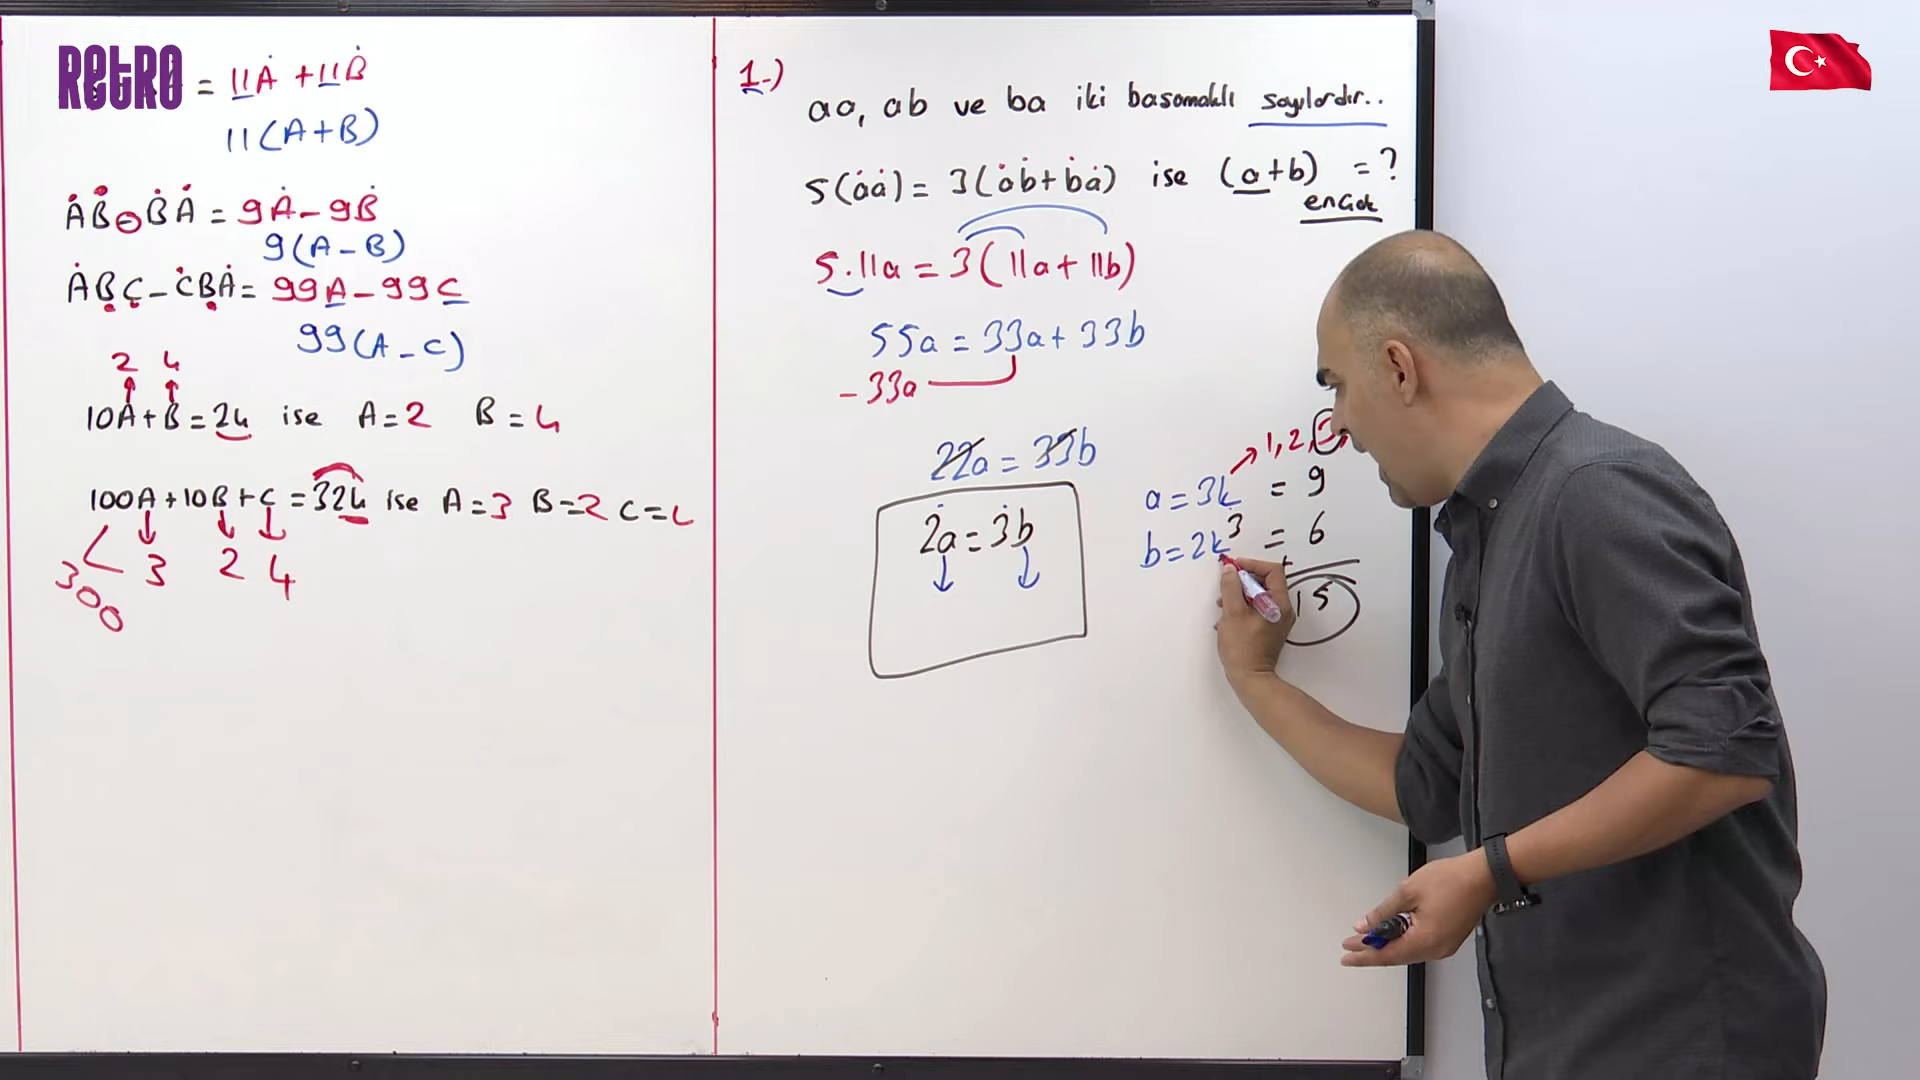 RETRO
= 11A + 11B
11(A+B)
AB - BA = 9A - 9B
9(A - B)
ABC - CBA = 99A - 99C
99(A - C)
2 4
10A + B = 24 ise A = 2 B = 4
100A + 10B + C = 324 ise A = 3 B = 2 C = 4
300 3 2 4
1-)
aa, ab ve ba iki basamaklı sayılardır..
5(aa) = 3(ab+ba) ise (a+b) = ?
ençok
5.11a = 3(11a + 11b)
55a = 33a + 33b
-33a
22a = 33b
2a = 3b
1, 2,
a = 3k = 9
b = 2k 3 = 6
+
15